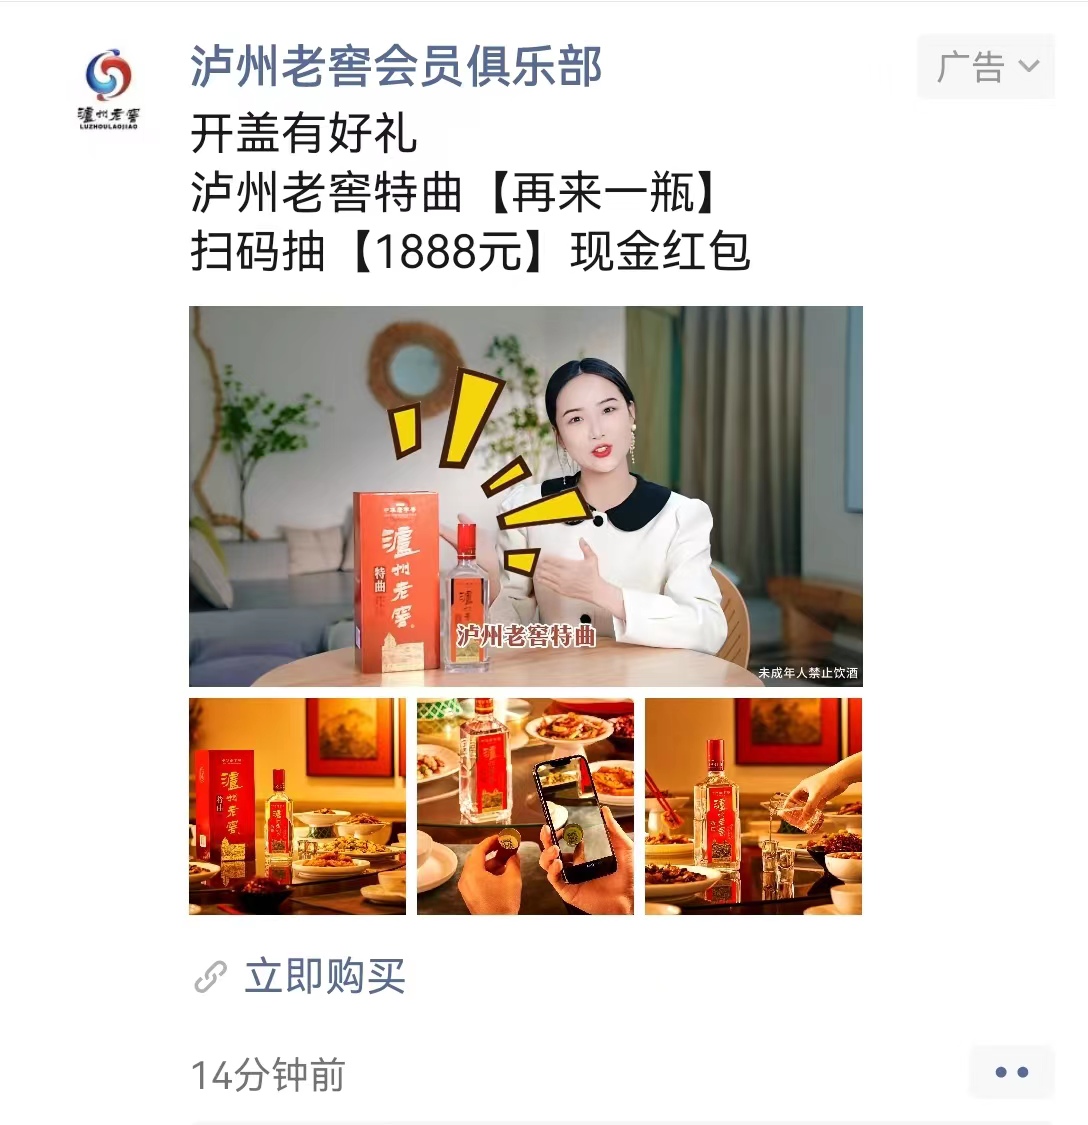 泸州老窖会员俱乐部
广告
泸州老窖
LUZHOULAOJIAO
开盖有好礼
泸州老窖特曲【再来一瓶】
扫码抽【1888元】现金红包
泸州老窖
特曲
泸州老窖特曲
未成年人禁止饮酒
泸州老窖
特曲
立即购买
14分钟前